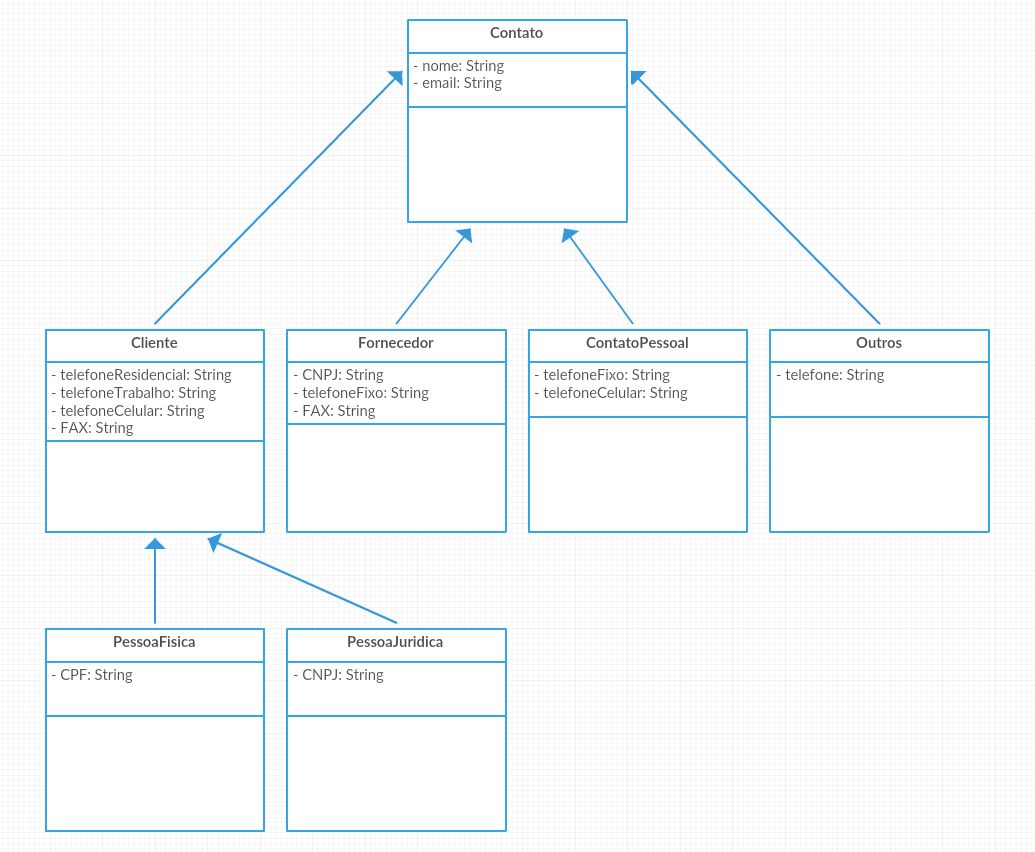 Contato
- nome: String
- email: String
Cliente
- telefoneResidencial: String
- telefoneTrabalho: String
- telefoneCelular: String
- FAX: String
Fornecedor
- CNPJ: String
- telefoneFixo: String
- FAX: String
ContatoPessoal
- telefoneFixo: String
- telefoneCelular: String
Outros
- telefone: String
PessoaFisica
- CPF: String
PessoaJuridica
- CNPJ: String